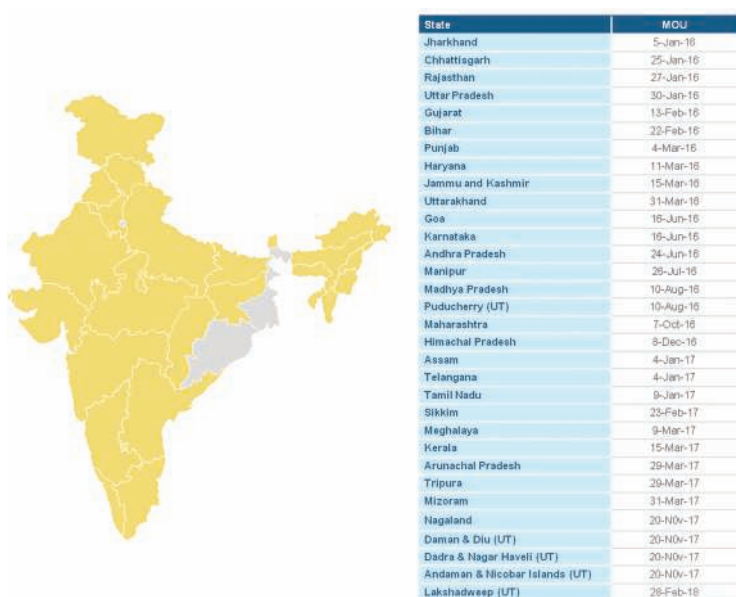 State MOU
Jharkhand 5-Jan-16
Chhattisgarh 25-Jan-16
Rajasthan 27-Jan-16
Uttar Pradesh 30-Jan-16
Gujarat 13-Feb-16
Bihar 22-Feb-16
Punjab 4-Mar-16
Haryana 11-Mar-16
Jammu and Kashmir 15-Mar-16
Uttarakhand 31-Mar-16
Goa 16-Jun-16
Karnataka 16-Jun-16
Andhra Pradesh 24-Jun-16
Manipur 26-Jul-16
Madhya Pradesh 10-Aug-16
Puducherry (UT) 10-Aug-16
Maharashtra 7-Oct-16
Himachal Pradesh 8-Dec-16
Assam 4-Jan-17
Telangana 4-Jan-17
Tamil Nadu 9-Jan-17
Sikkim 23-Feb-17
Meghalaya 9-Mar-17
Kerala 15-Mar-17
Arunachal Pradesh 29-Mar-17
Tripura 29-Mar-17
Mizoram 31-Mar-17
Nagaland 20-N0v-17
Daman & Diu (UT) 20-N0v-17
Dadra & Nagar Haveli (UT) 20-N0v-17
Andaman & Nicobar Islands (UT) 20-N0v-17
Lakshadweep (UT) 28-Feb-18